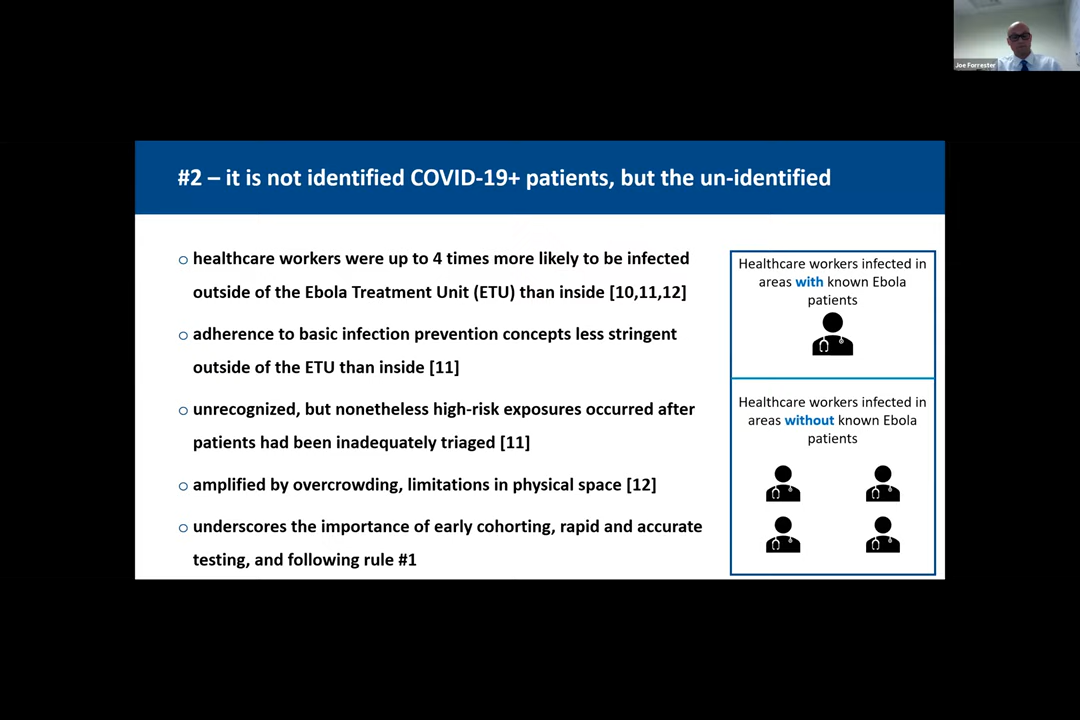 Joe Forrester
#2 – it is not identified COVID-19+ patients, but the un-identified
healthcare workers were up to 4 times more likely to be infected
outside of the Ebola Treatment Unit (ETU) than inside [10,11,12]
adherence to basic infection prevention concepts less stringent
outside of the ETU than inside [11]
unrecognized, but nonetheless high-risk exposures occurred after
patients had been inadequately triaged [11]
amplified by overcrowding, limitations in physical space [12]
underscores the importance of early cohorting, rapid and accurate
testing, and following rule #1
Healthcare workers infected in
areas with known Ebola
patients
Healthcare workers infected in
areas without known Ebola
patients